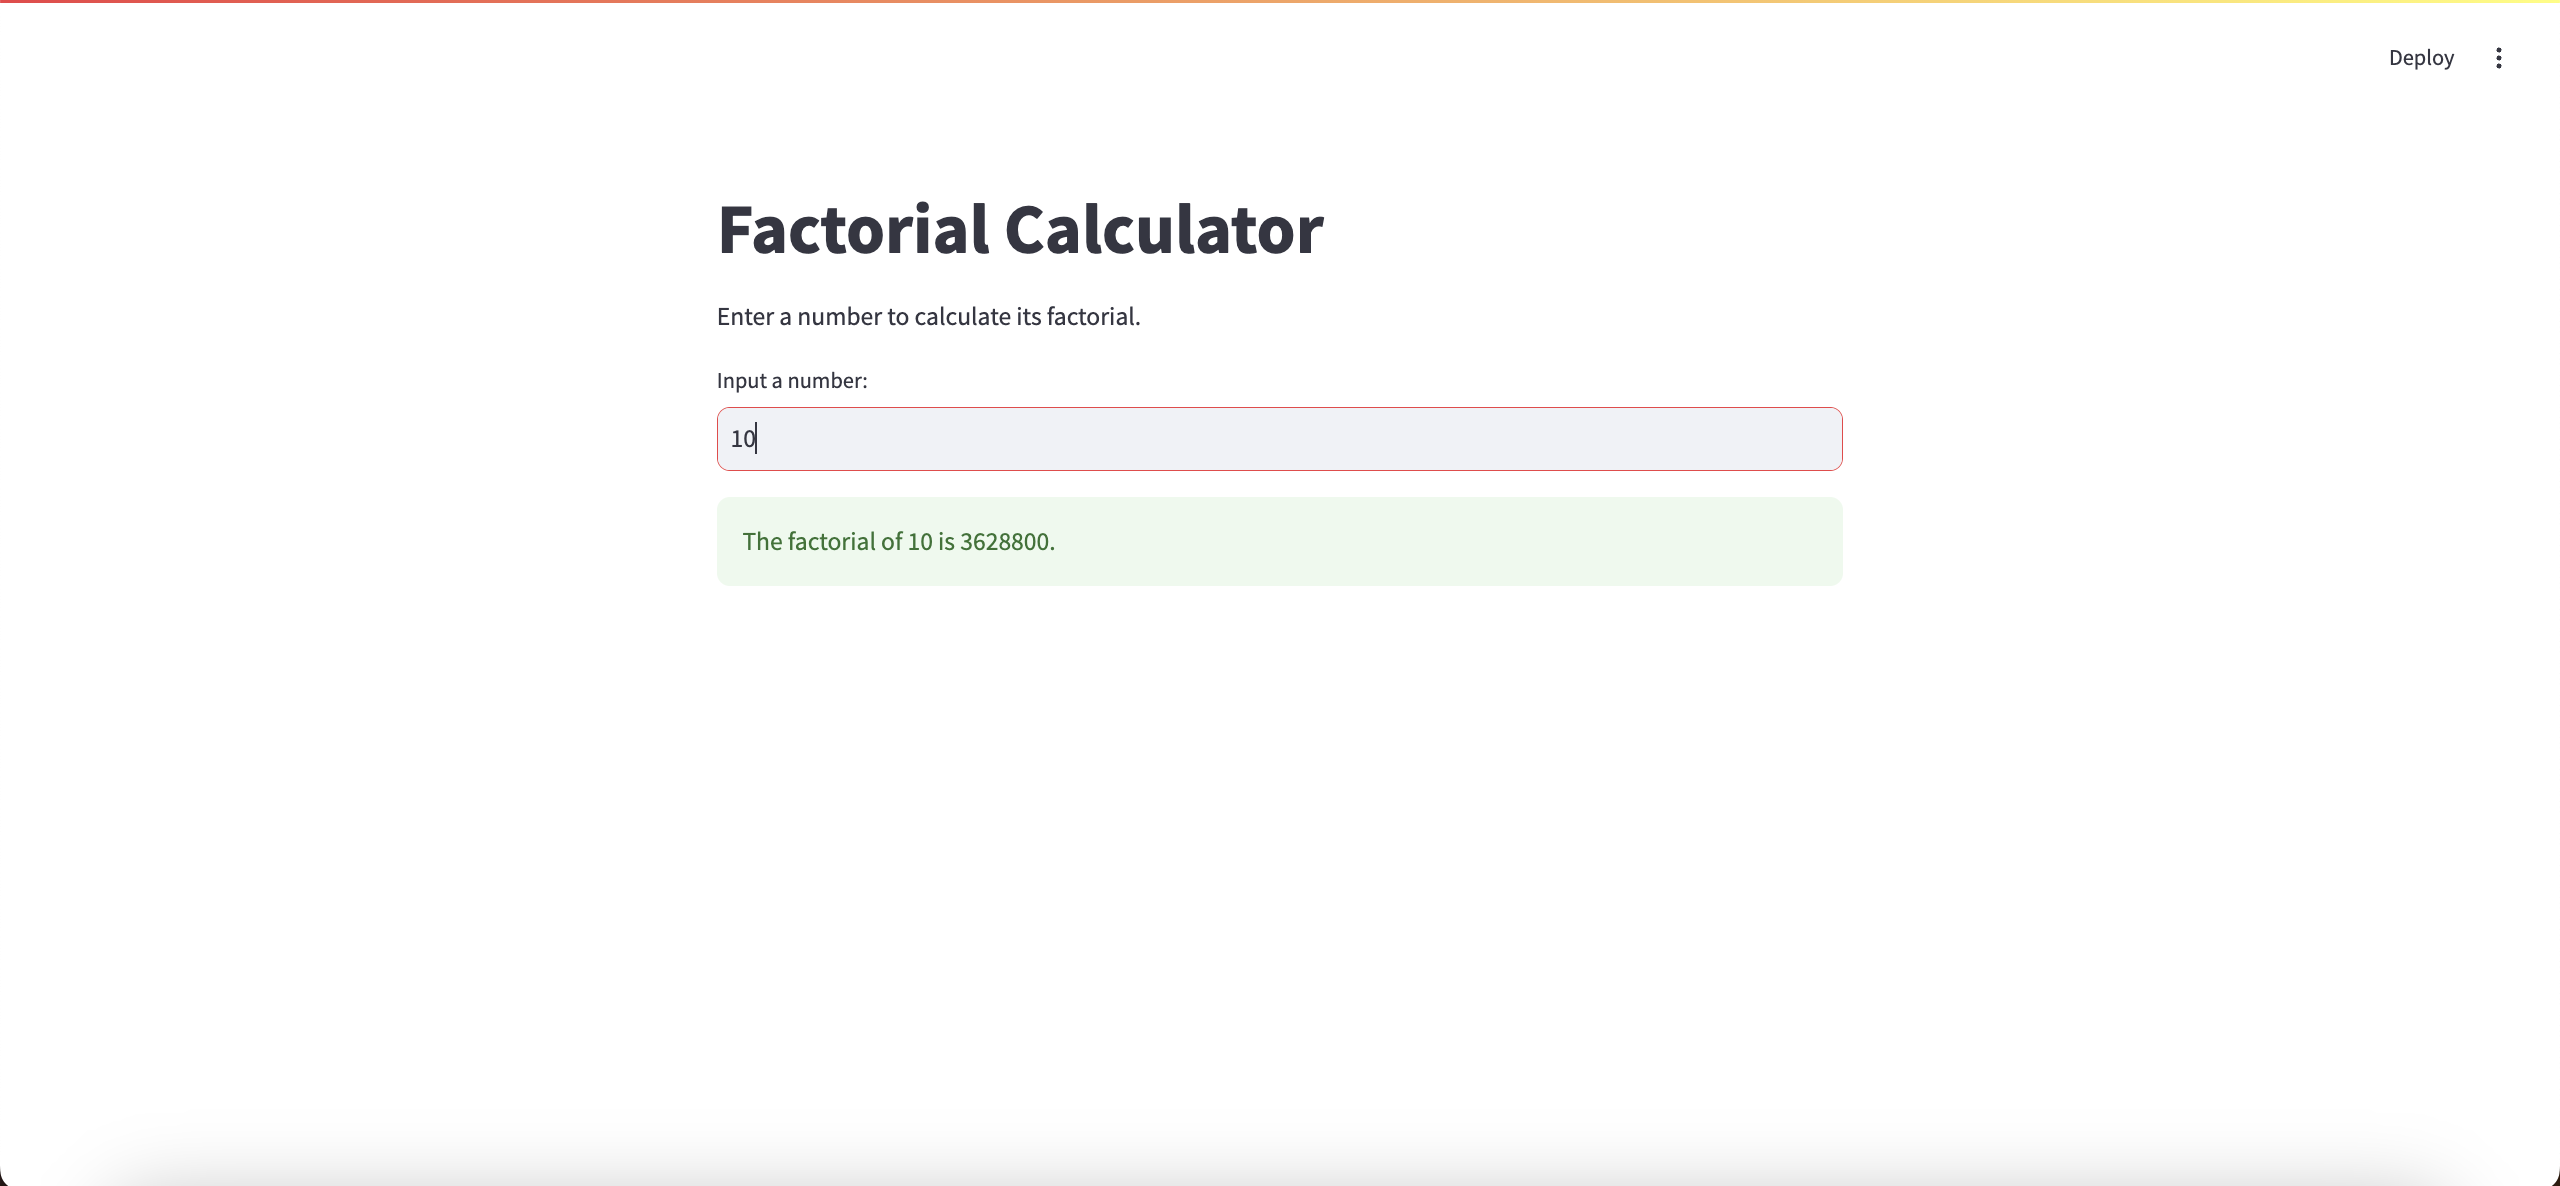 Deploy
Factorial Calculator
Enter a number to calculate its factorial.
Input a number:
10
The factorial of 10 is 3628800.